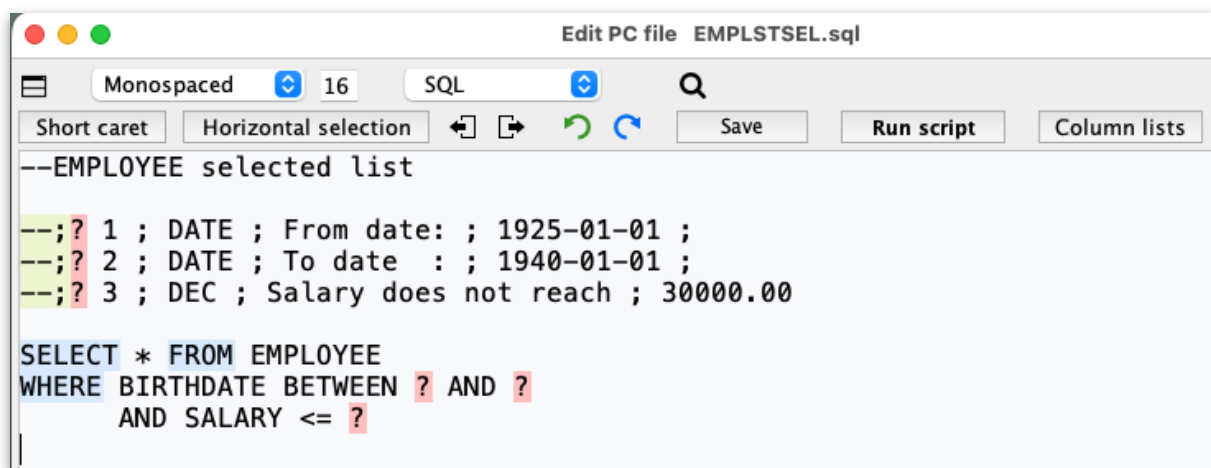 Edit PC file EMPLSTSEL.sql
Monospaced 16 SQL
Short caret Horizontal selection Save Run script Column lists
--EMPLOYEE selected list
--;? 1 ; DATE ; From date: ; 1925-01-01 ;
--;? 2 ; DATE ; To date  : ; 1940-01-01 ;
--;? 3 ; DEC ; Salary does not reach ; 30000.00
SELECT * FROM EMPLOYEE
WHERE BIRTHDATE BETWEEN ? AND ?
      AND SALARY <= ?